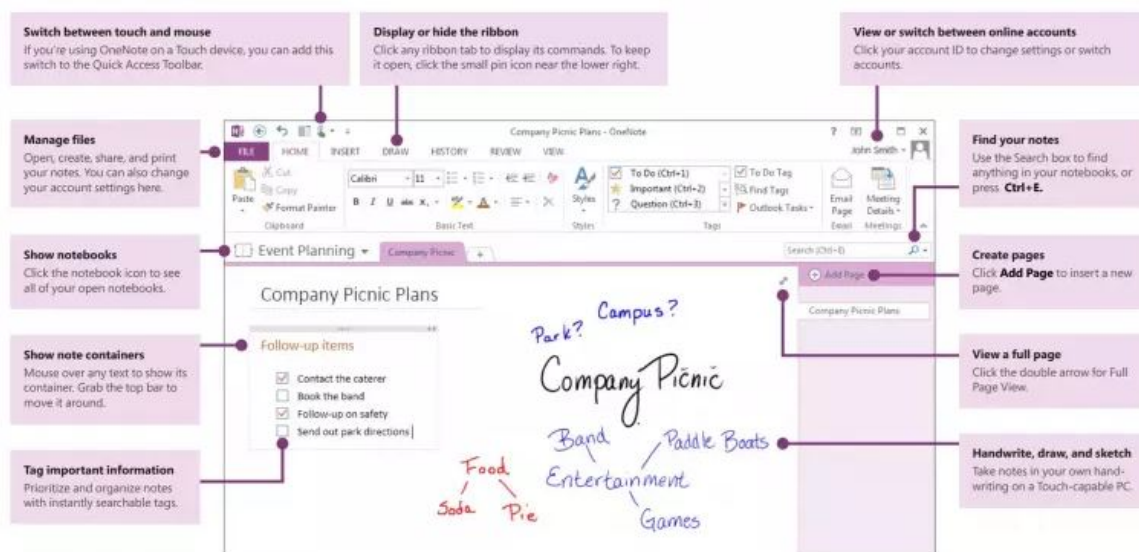 Switch between touch and mouse
If you're using OneNote on a Touch device, you can add this
switch to the Quick Access Toolbar.
Display or hide the ribbon
Click any ribbon tab to display its commands. To keep
it open, click the small pin icon near the lower right.
View or switch between online accounts
Click your account ID to change settings or switch
accounts.
Manage files
Open, create, share, and print
your notes. You can also change
your account settings here.
Show notebooks
Click the notebook icon to see
all of your open notebooks.
Show note containers
Mouse over any text to show its
container. Grab the top bar to
move it around.
Tag important information
Prioritize and organize notes
with instantly searchable tags.
Company Picnic Plans - OneNote
FILE HOME INSERT DRAW HISTORY REVIEW VIEW
John Smith
Paste
Cut
Copy
Format Painter
Clipboard
Calibri 11
B I U abc X
A
Basic Text
Styles
Styles
To Do (Ctrl+1)
Important (Ctrl+2)
? Question (Ctrl+3)
To Do Tag
Find Tags
Outlook Tasks
Tags
Email
Page
Email
Meeting
Details
Meetings
Event Planning Company Picnic +
Search (Ctrl+E)
Add Page
Company Picnic Plans
Company Picnic Plans
Follow-up items
Contact the caterer
Book the band
Follow-up on safety
Send out park directions
Park? Campus?
Company Pičnič
Band Paddle Boats
Entertainment
Games
Food
Soda Pie
Find your notes
Use the Search box to find
anything in your notebooks, or
press Ctrl+E.
Create pages
Click Add Page to insert a new
page.
View a full page
Click the double arrow for Full
Page View.
Handwrite, draw, and sketch
Take notes in your own hand-
writing on a Touch-capable PC.